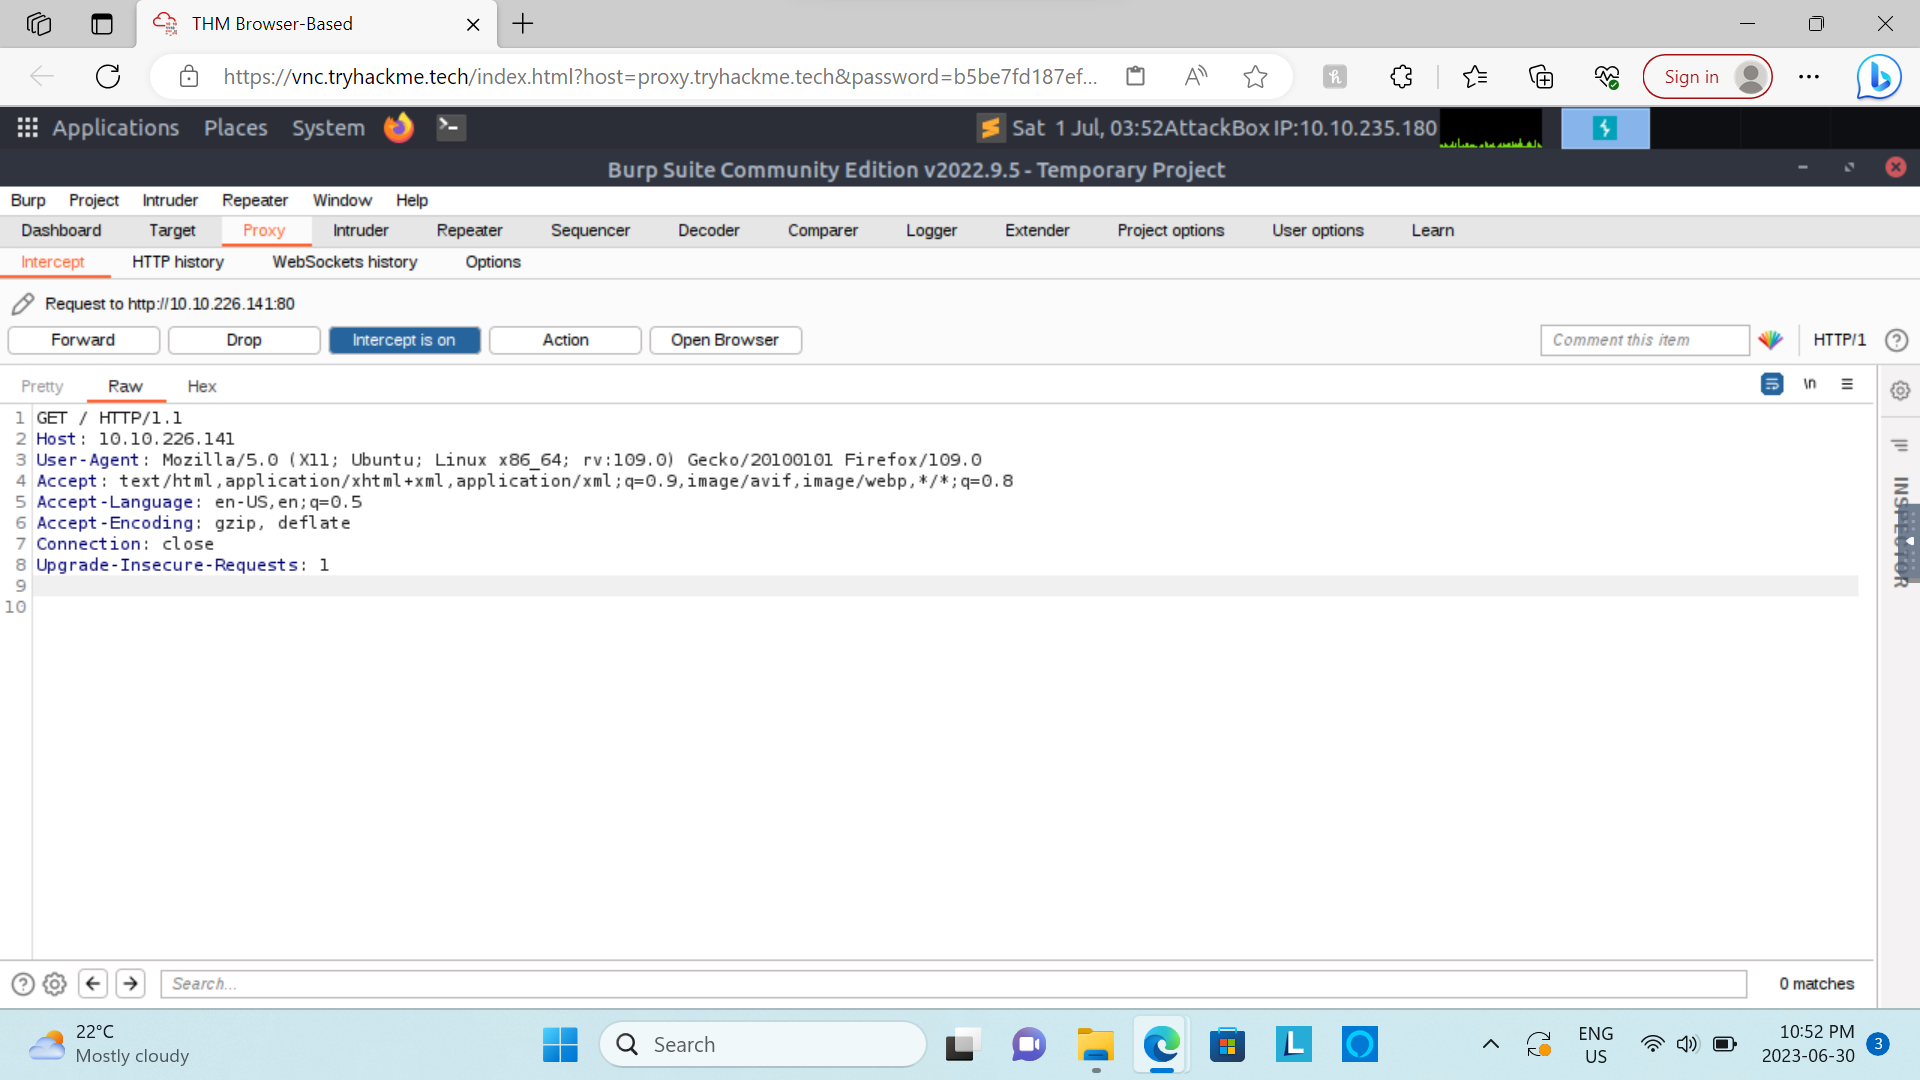 THM Browser-Based
https://vnc.tryhackme.tech/index.html?host=proxy.tryhackme.tech&password=b5be7fd187ef...
Sign in
Applications Places System
Sat 1 Jul, 03:52 AttackBox IP:10.10.235.180
Burp Suite Community Edition v2022.9.5 - Temporary Project
Burp Project Intruder Repeater Window Help
Dashboard Target Proxy Intruder Repeater Sequencer Decoder Comparer Logger Extender Project options User options Learn
Intercept HTTP history WebSockets history Options
Request to http://10.10.226.141:80
Forward Drop Intercept is on Action Open Browser Comment this item HTTP/1 ?
Pretty Raw Hex \n
1 GET / HTTP/1.1
2 Host: 10.10.226.141
3 User-Agent: Mozilla/5.0 (X11; Ubuntu; Linux x86_64; rv:109.0) Gecko/20100101 Firefox/109.0
4 Accept: text/html,application/xhtml+xml,application/xml;q=0.9,image/avif,image/webp,*/*;q=0.8
5 Accept-Language: en-US,en;q=0.5
6 Accept-Encoding: gzip, deflate
7 Connection: close
8 Upgrade-Insecure-Requests: 1
9
10
INSPECTOR
? Search... 0 matches
22°C
Mostly cloudy
Search
ENG
US
10:52 PM
2023-06-30
3